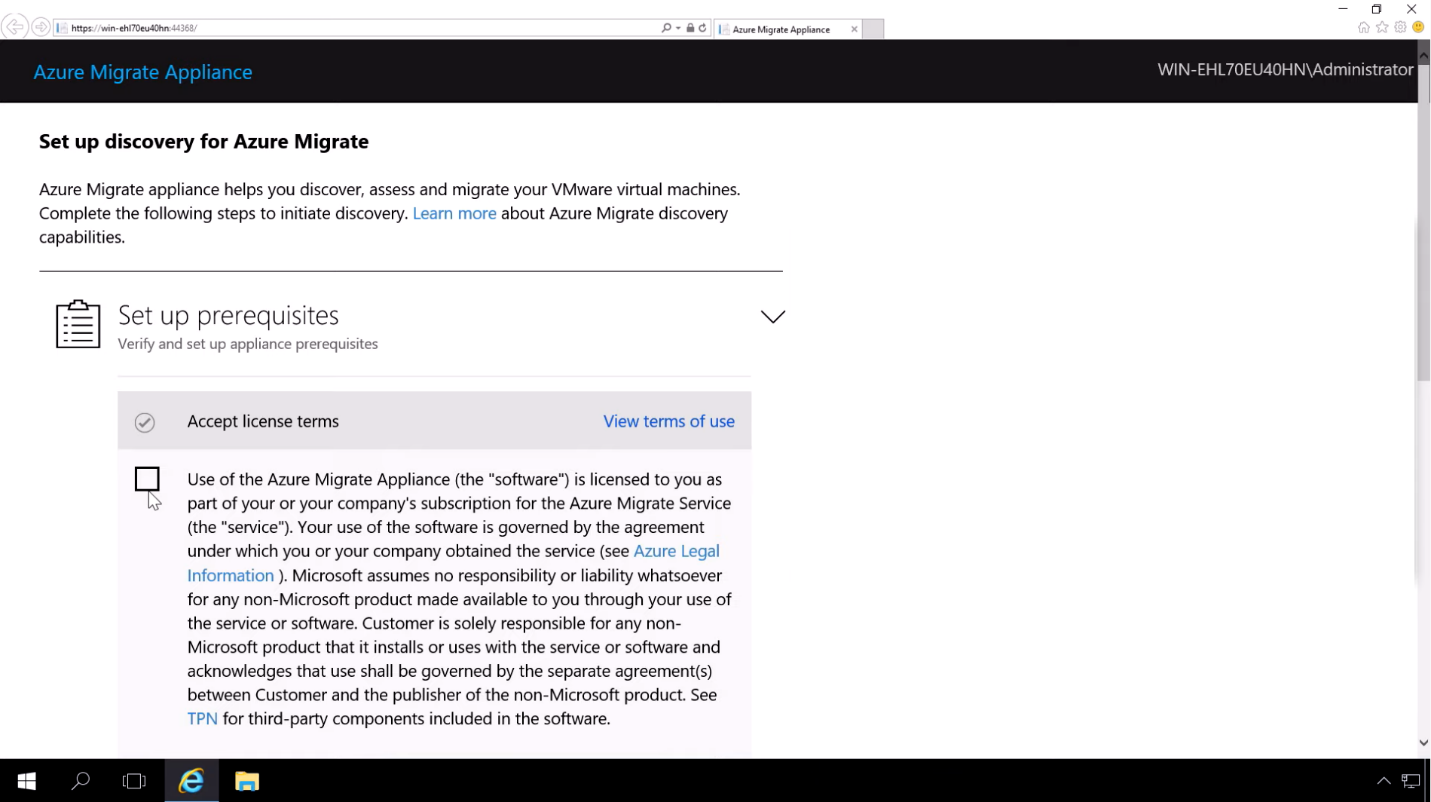 https://win-ehl70eu40hn:44368/
Azure Migrate Appliance
Azure Migrate Appliance
WIN-EHL70EU40HN\Administrator
Set up discovery for Azure Migrate
Azure Migrate appliance helps you discover, assess and migrate your VMware virtual machines.
Complete the following steps to initiate discovery. Learn more about Azure Migrate discovery
capabilities.
Set up prerequisites
Verify and set up appliance prerequisites
Accept license terms
View terms of use
Use of the Azure Migrate Appliance (the "software") is licensed to you as
part of your or your company's subscription for the Azure Migrate Service
(the "service"). Your use of the software is governed by the agreement
under which you or your company obtained the service (see Azure Legal
Information ). Microsoft assumes no responsibility or liability whatsoever
for any non-Microsoft product made available to you through your use of
the service or software. Customer is solely responsible for any non-
Microsoft product that it installs or uses with the service or software and
acknowledges that use shall be governed by the separate agreement(s)
between Customer and the publisher of the non-Microsoft product. See
TPN for third-party components included in the software.